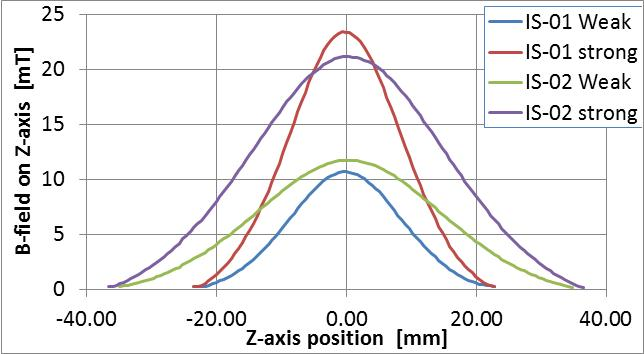 B-field on Z-axis [mT]
25
20
15
10
5
0
-40.00 -20.00 0.00 20.00 40.00
Z-axis position [mm]
IS-01 Weak
IS-01 strong
IS-02 Weak
IS-02 strong